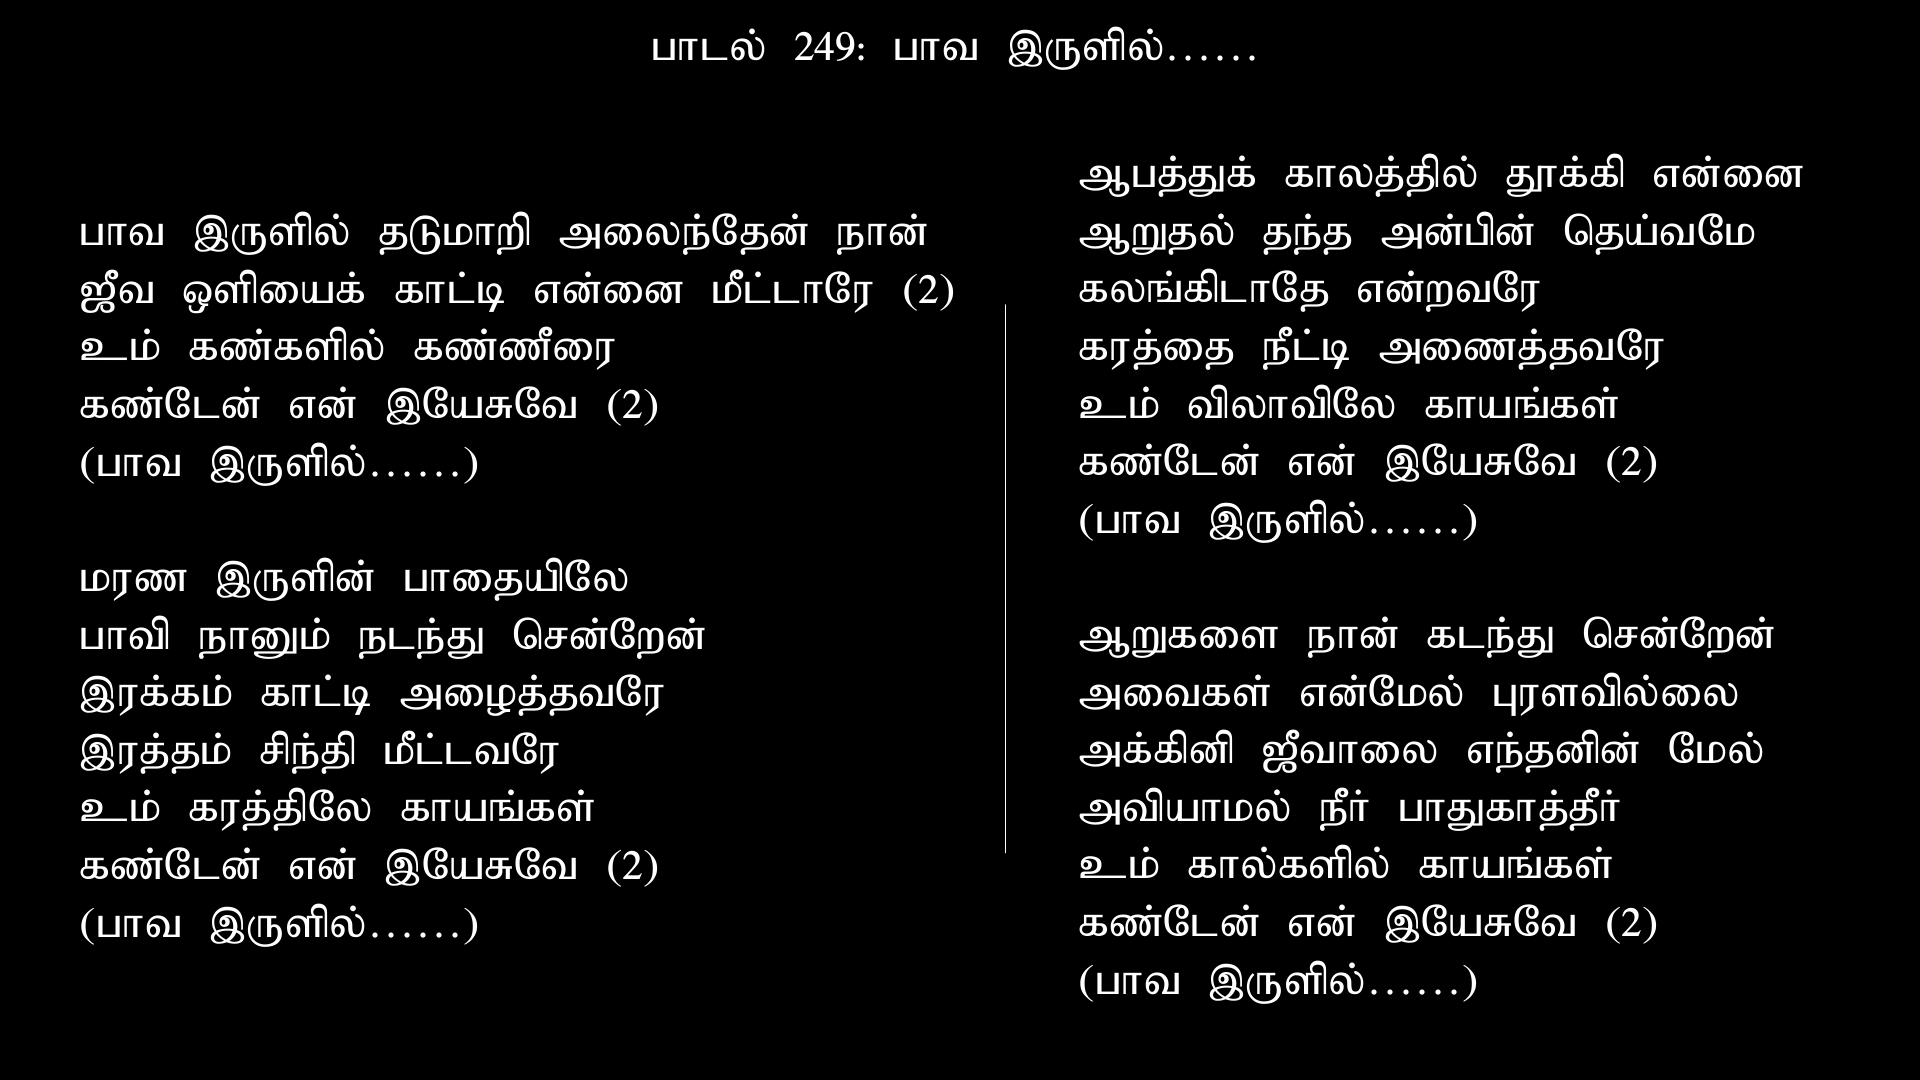 பாடல் 249: பாவ இருளில்......
பாவ இருளில் தடுமாறி அலைந்தேன் நான்
ஜீவ ஒளியைக் காட்டி என்னை மீட்டாரே (2)
உம் கண்களில் கண்ணீரை
கண்டேன் என் இயேசுவே (2)
(பாவ இருளில்......)
மரண இருளின் பாதையிலே
பாவி நானும் நடந்து சென்றேன்
இரக்கம் காட்டி அழைத்தவரே
இரத்தம் சிந்தி மீட்டவரே
உம் கரத்திலே காயங்கள்
கண்டேன் என் இயேசுவே (2)
(பாவ இருளில்......)
ஆபத்துக் காலத்தில் தூக்கி என்னை
ஆறுதல் தந்த அன்பின் தெய்வமே
கலங்கிடாதே என்றவரே
கரத்தை நீட்டி அணைத்தவரே
உம் விலாவிலே காயங்கள்
கண்டேன் என் இயேசுவே (2)
(பாவ இருளில்......)
ஆறுகளை நான் கடந்து சென்றேன்
அவைகள் என்மேல் புரளவில்லை
அக்கினி ஜீவாலை எந்தனின் மேல்
அவியாமல் நீர் பாதுகாத்தீர்
உம் கால்களில் காயங்கள்
கண்டேன் என் இயேசுவே (2)
(பாவ இருளில்......)